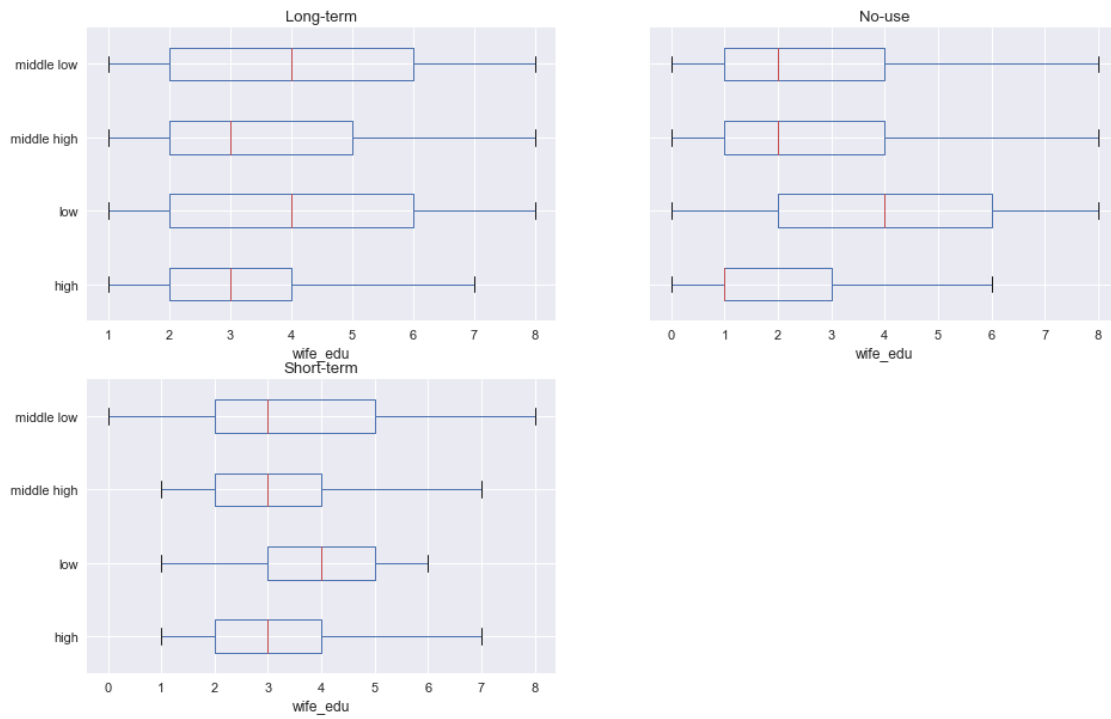 Long-term
middle low
middle high
low
high
1 2 3 4 5 6 7 8
wife_edu
No-use
0 1 2 3 4 5 6 7 8
wife_edu
Short-term
middle low
middle high
low
high
0 1 2 3 4 5 6 7 8
wife_edu